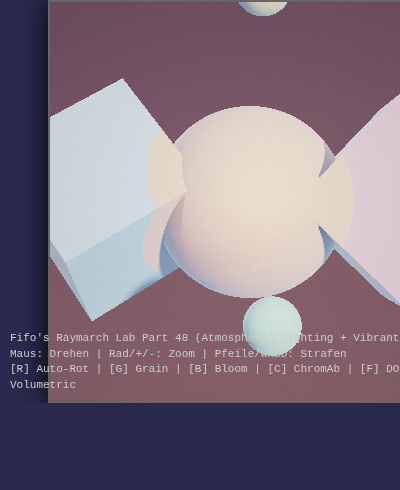 Fifo's Raymarch Lab Part 48 (Atmosphe Lighting + Vibrant
Maus: Drehen | Rad/+/-: Zoom | Pfeile/WASD: Strafen
[R] Auto-Rot | [G] Grain | [B] Bloom | [C] ChromAb | [F] DO
Volumetric